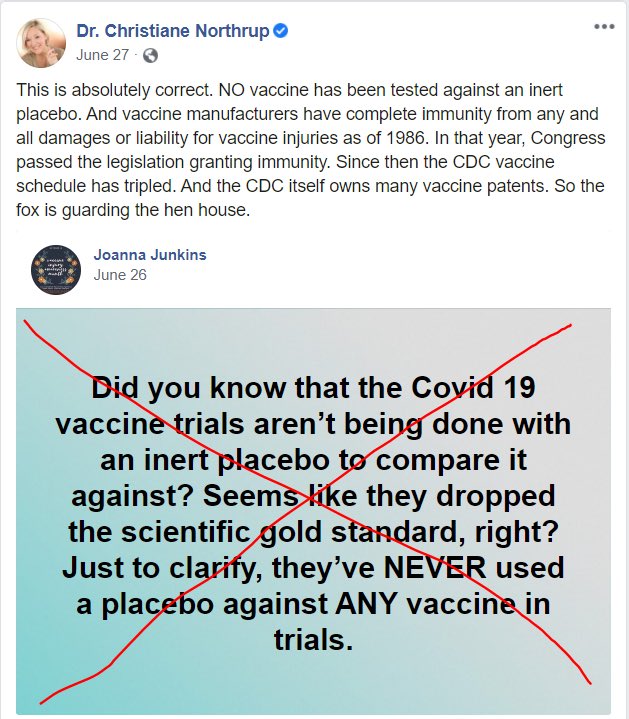 Dr. Christiane Northrup
June 27 ·
This is absolutely correct. NO vaccine has been tested against an inert
placebo. And vaccine manufacturers have complete immunity from any and
all damages or liability for vaccine injuries as of 1986. In that year, Congress
passed the legislation granting immunity. Since then the CDC vaccine
schedule has tripled. And the CDC itself owns many vaccine patents. So the
fox is guarding the hen house.
Joanna Junkins
June 26
Did you know that the Covid 19
vaccine trials aren’t being done with
an inert placebo to compare it
against? Seems like they dropped
the scientific gold standard, right?
Just to clarify, they’ve NEVER used
a placebo against ANY vaccine in
trials.